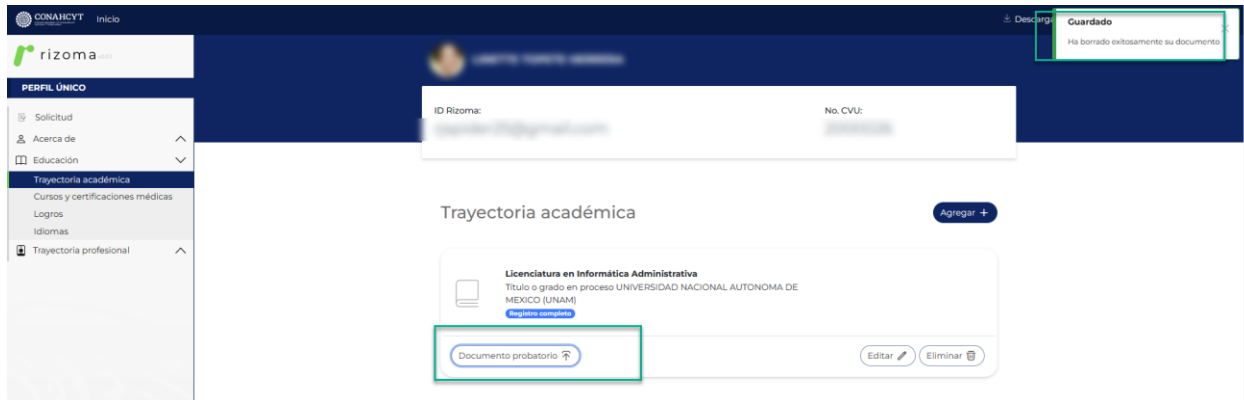 CONAHCYT Inicio
Descarga
Guardado
Ha borrado exitosamente su documento
rizoma
PERFIL ÚNICO
ID Rizoma:
No. CVU:
Solicitud
Acerca de
Educación
Trayectoria académica
Cursos y certificaciones médicas
Logros
Idiomas
Trayectoria profesional
Trayectoria académica
Agregar +
Licenciatura en Informática Administrativa
Título o grado en proceso UNIVERSIDAD NACIONAL AUTONOMA DE
MEXICO (UNAM)
Registro completo
Documento probatorio
Editar
Eliminar